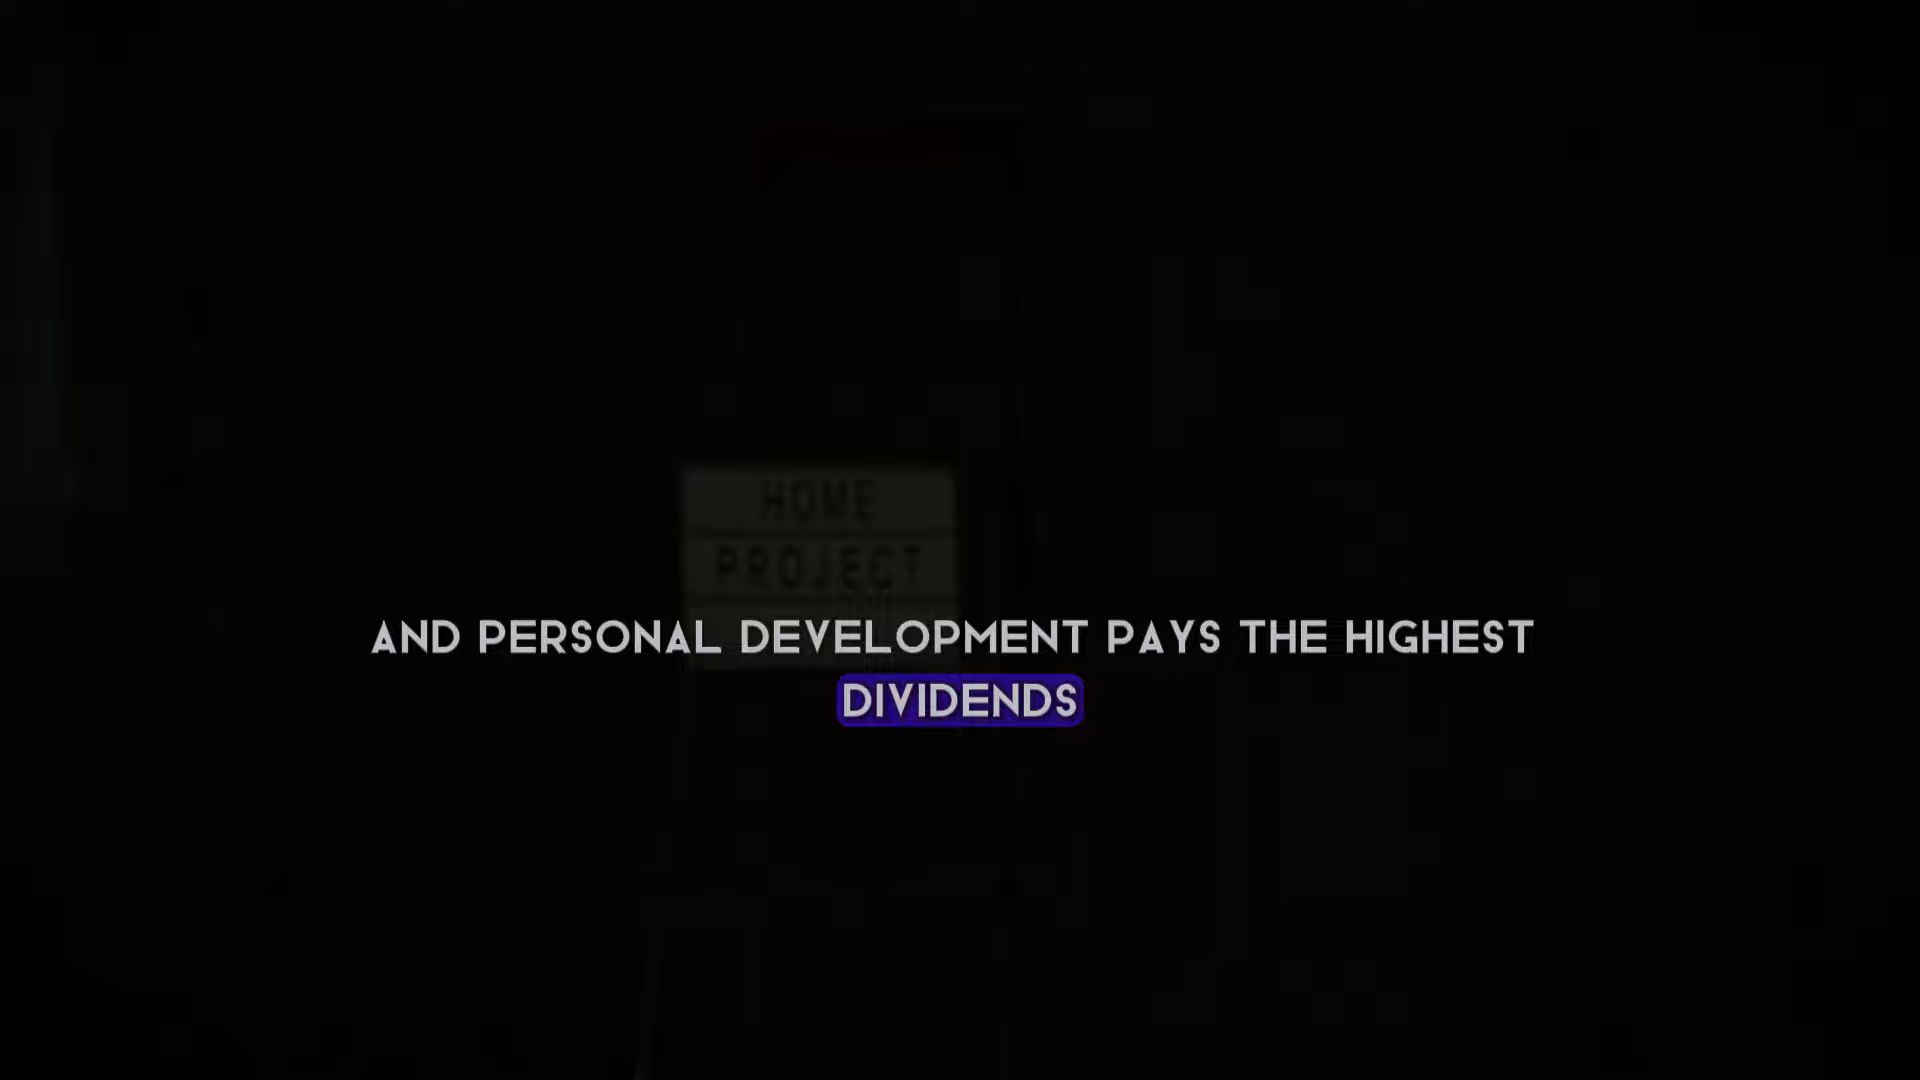 HOME
PROJECT
AND PERSONAL DEVELOPMENT PAYS THE HIGHEST
DIVIDENDS